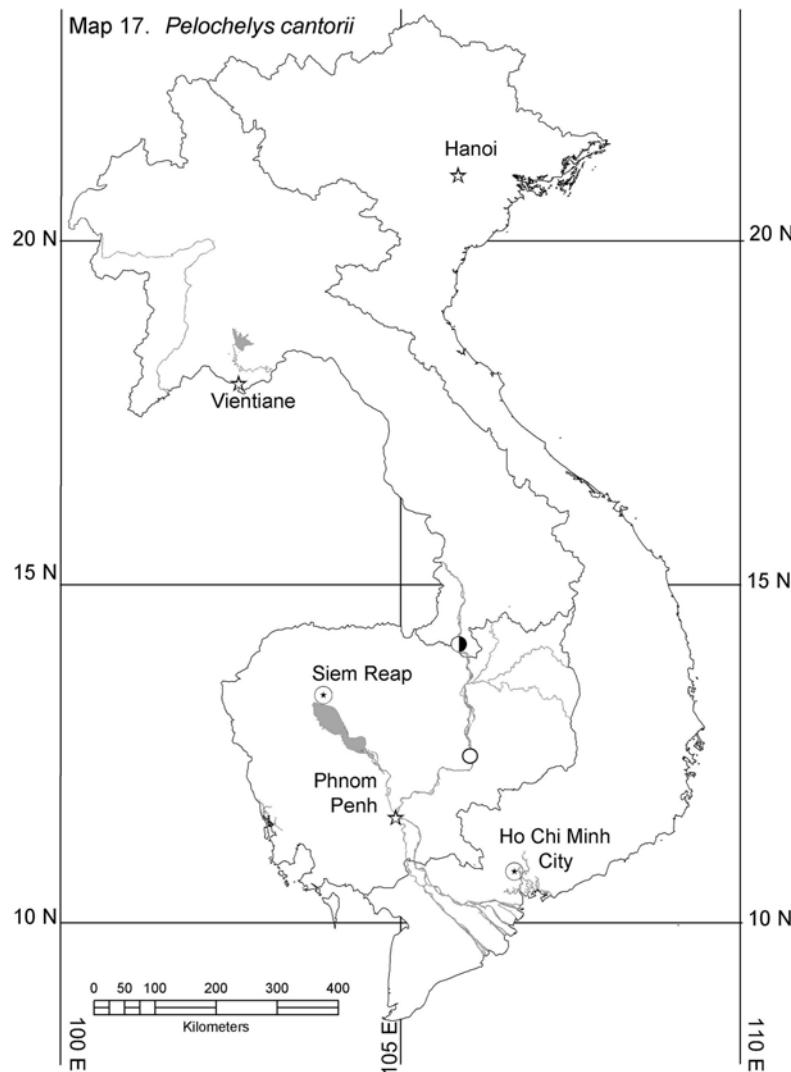 Map 17. Pelochelys cantorii
Hanoi
20 N
20 N
Vientiane
15 N
15 N
Siem Reap
Phnom
Penh
Ho Chi Minh
City
10 N
10 N
0 50 100 200 300 400
Kilometers
100 E
105 E
110 E